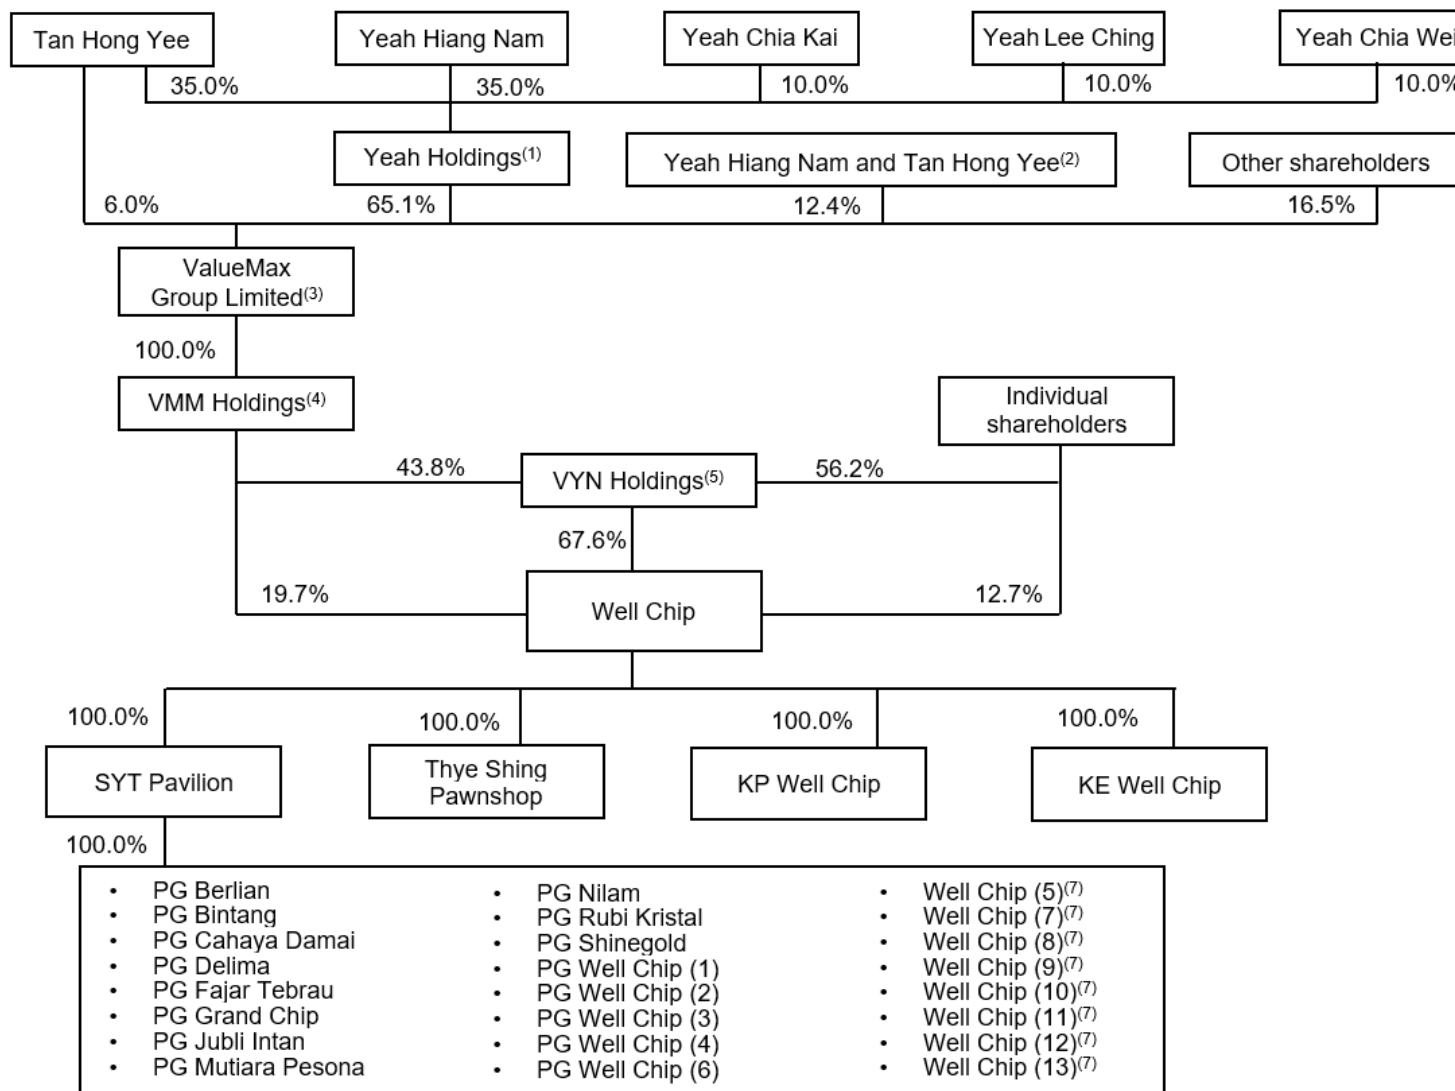 Tan Hong Yee
Yeah Hiang Nam
Yeah Chia Kai
Yeah Lee Ching
Yeah Chia Wei
35.0%
35.0%
10.0%
10.0%
10.0%
Yeah Holdings(1)
Yeah Hiang Nam and Tan Hong Yee(2)
Other shareholders
6.0%
65.1%
12.4%
16.5%
ValueMax
Group Limited(3)
100.0%
VMM Holdings(4)
Individual
shareholders
43.8%
VYN Holdings(5)
56.2%
67.6%
19.7%
Well Chip
12.7%
100.0%
100.0%
100.0%
100.0%
SYT Pavilion
Thye Shing
Pawnshop
KP Well Chip
KE Well Chip
100.0%
• PG Berlian
• PG Bintang
• PG Cahaya Damai
• PG Delima
• PG Fajar Tebrau
• PG Grand Chip
• PG Jubli Intan
• PG Mutiara Pesona
• PG Nilam
• PG Rubi Kristal
• PG Shinegold
• PG Well Chip (1)
• PG Well Chip (2)
• PG Well Chip (3)
• PG Well Chip (4)
• PG Well Chip (6)
• Well Chip (5)(7)
• Well Chip (7)(7)
• Well Chip (8)(7)
• Well Chip (9)(7)
• Well Chip (10)(7)
• Well Chip (11)(7)
• Well Chip (12)(7)
• Well Chip (13)(7)